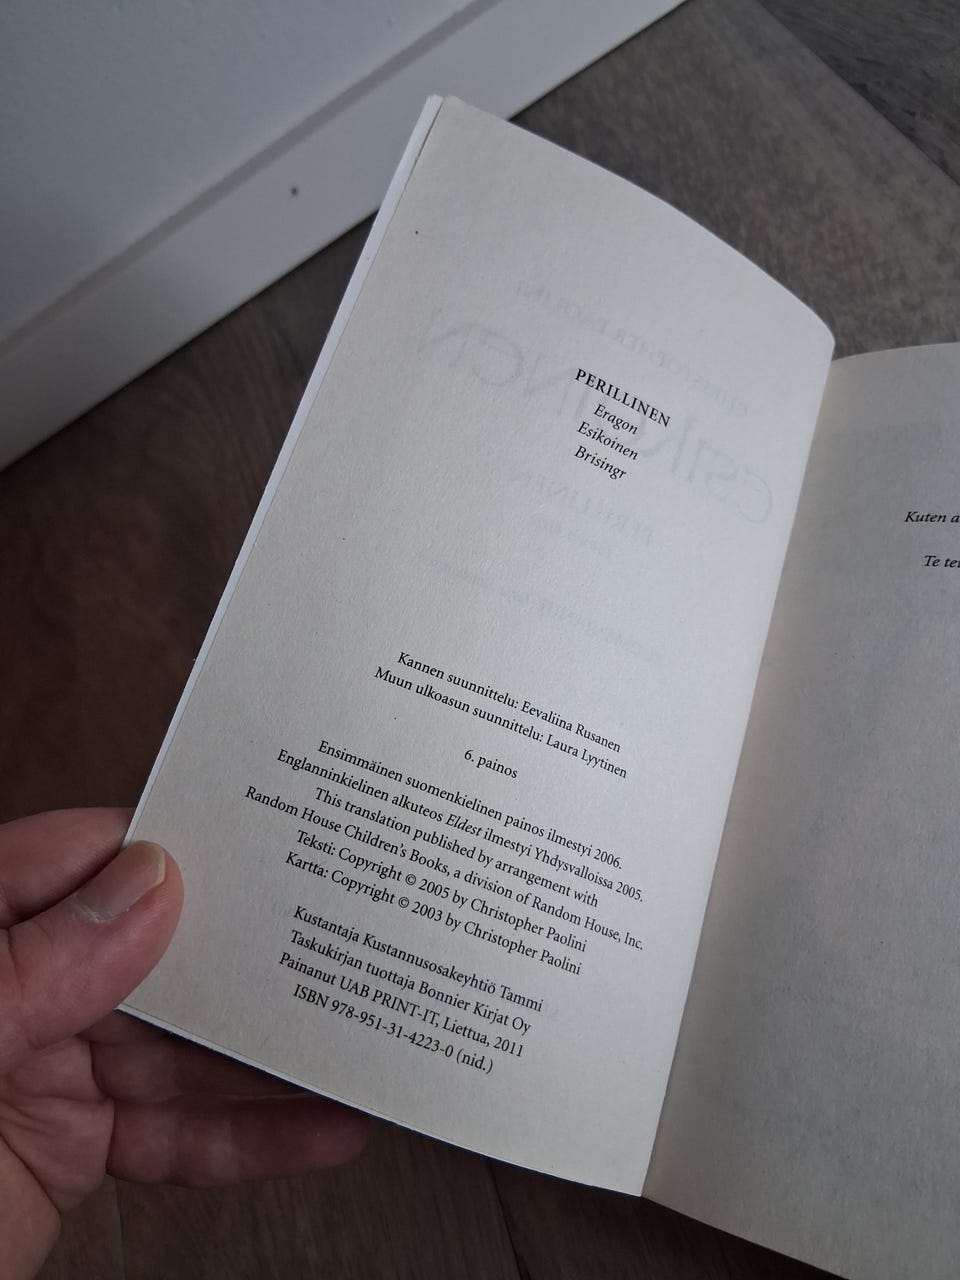 PERILLINEN
Eragon
Esikoinen
Brisingr
Kannen suunnittelu: Eevaliina Rusanen
Muun ulkoasun suunnittelu: Laura Lyytinen
6. painos
Ensimmäinen suomenkielinen painos ilmestyi 2006.
Englanninkielinen alkuteos Eldest ilmestyi Yhdysvalloissa 2005.
This translation published by arrangement with
Random House Children's Books, a division of Random House, Inc.
Teksti: Copyright © 2005 by Christopher Paolini
Kartta: Copyright © 2003 by Christopher Paolini
Kustantaja Kustannusosakeyhtiö Tammi
Taskukirjan tuottaja Bonnier Kirjat Oy
Painanut UAB PRINT-IT, Liettua, 2011
ISBN 978-951-31-4223-0 (nid.)
Kuten
Te